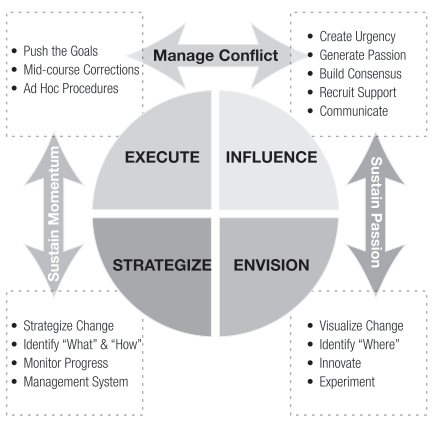 • Push the Goals
• Mid-course Corrections
• Ad Hoc Procedures
Manage Conflict
• Create Urgency
• Generate Passion
• Build Consensus
• Recruit Support
• Communicate
EXECUTE
INFLUENCE
Sustain Momentum
Sustain Passion
STRATEGIZE
ENVISION
• Strategize Change
• Identify “What” & “How”
• Monitor Progress
• Management System
• Visualize Change
• Identify “Where”
• Innovate
• Experiment